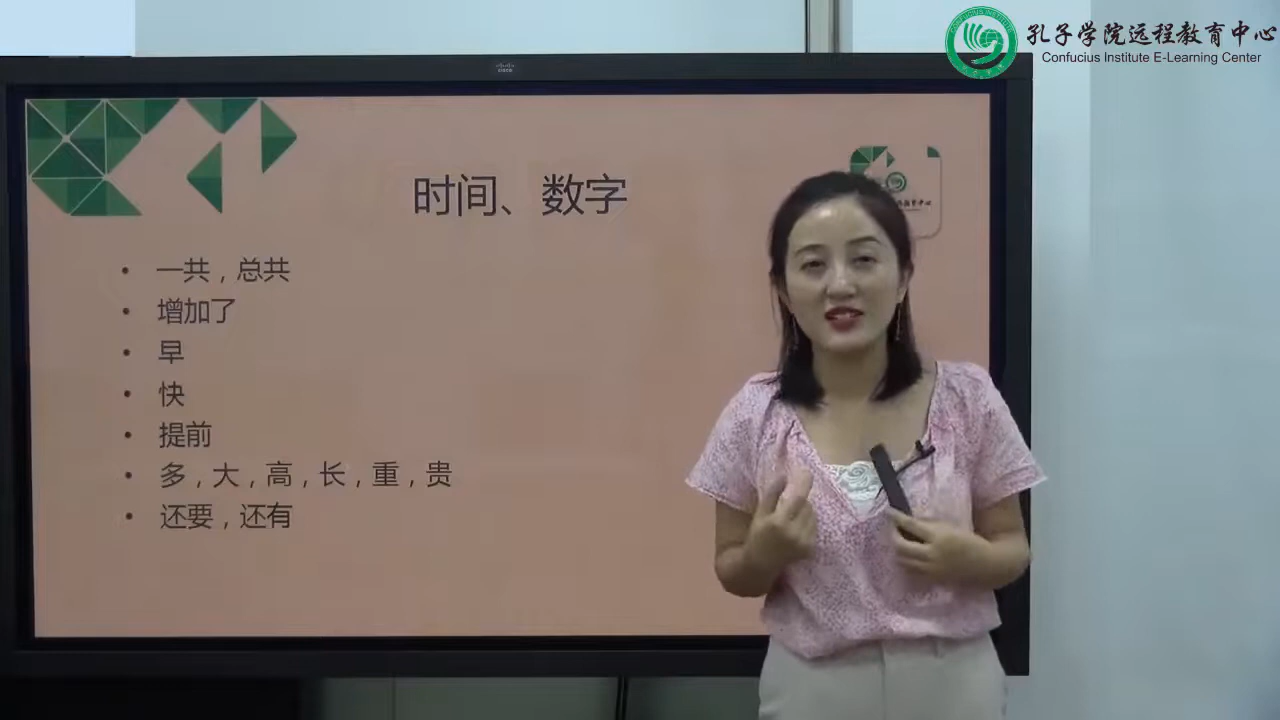 孔子学院远程教育中心
Confucius Institute E-Learning Center
CISCO
时间、数字
• 一共，总共
• 增加了
• 早
• 快
• 提前
• 多，大，高，长，重，贵
• 还要，还有